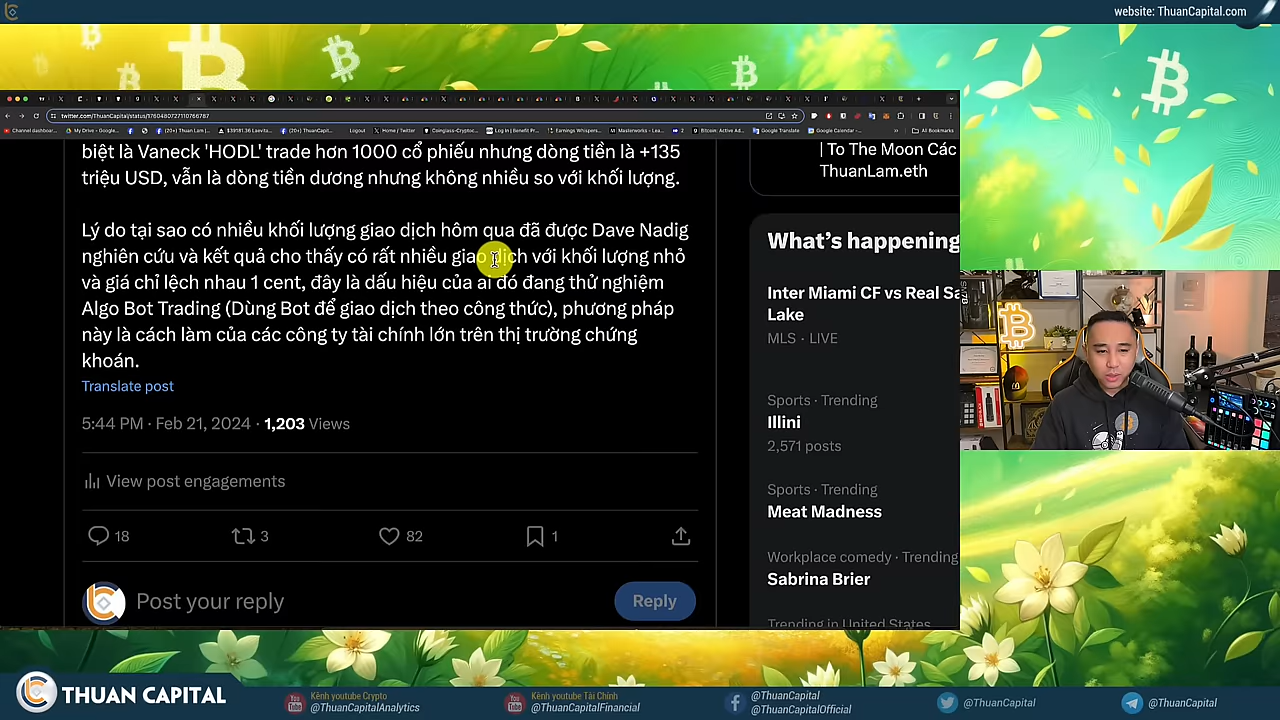 website: ThuanCapital.com
twitter.com/ThuanCapital/status/1760480727110766787
biệt là Vaneck 'HODL' trade hơn 1000 cổ phiếu nhưng dòng tiền là +135
triệu USD, vẫn là dòng tiền dương nhưng không nhiều so với khối lượng.
Lý do tại sao có nhiều khối lượng giao dịch hôm qua đã được Dave Nadig
nghiên cứu và kết quả cho thấy có rất nhiều giao dịch với khối lượng nhỏ
và giá chỉ lệch nhau 1 cent, đây là dấu hiệu của ai đó đang thử nghiệm
Algo Bot Trading (Dùng Bot để giao dịch theo công thức), phương pháp
này là cách làm của các công ty tài chính lớn trên thị trường chứng
khoán.
Translate post
5:44 PM · Feb 21, 2024 · 1,203 Views
View post engagements
18 3 82 1
Post your reply
Reply
| To The Moon Các
ThuanLam.eth
What's happening
Inter Miami CF vs Real Sa
Lake
MLS · LIVE
Sports · Trending
Illini
2,571 posts
Sports · Trending
Meat Madness
Workplace comedy · Trending
Sabrina Brier
Trending in United States
THUAN CAPITAL
Kênh youtube Crypto
@ThuanCapitalAnalytics
Kênh youtube Tài Chính
@ThuanCapitalFinancial
@ThuanCapital
@ThuanCapitalOfficial
@ThuanCapital
@ThuanCapital